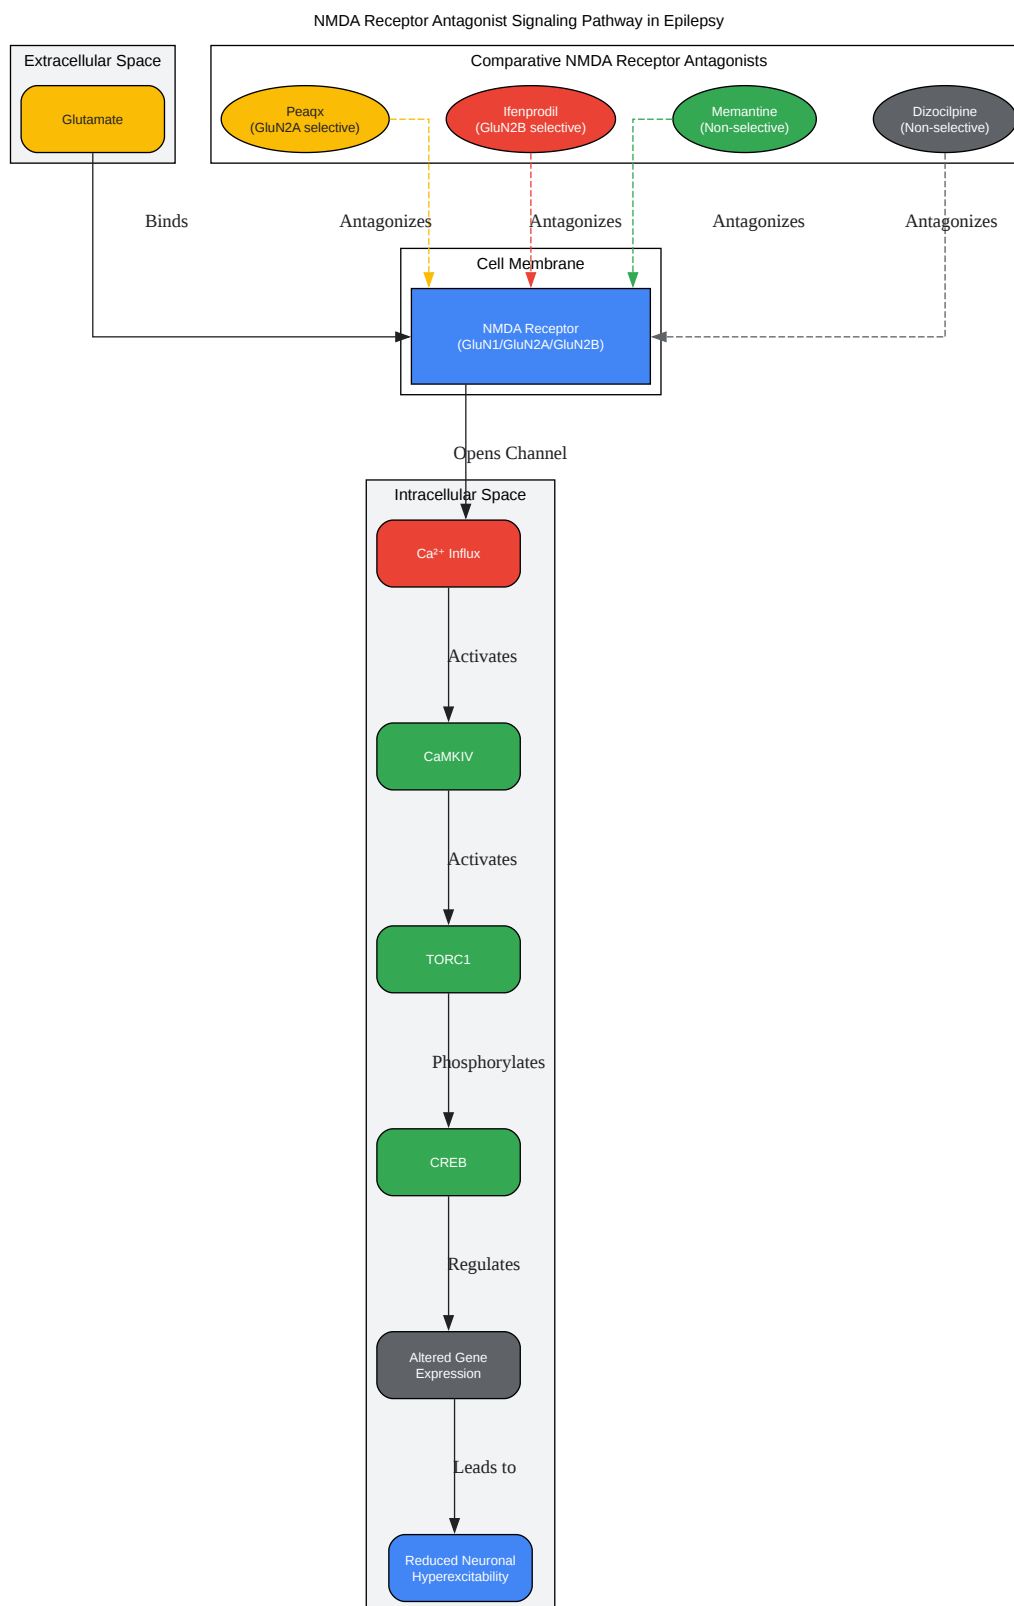 NMDA Receptor Antagonist Signaling Pathway in Epilepsy
Extracellular Space
Comparative NMDA Receptor Antagonists
Glutamate
Peaqx
(GluN2A selective)
Ifenprodil
(GluN2B selective)
Memantine
(Non-selective)
Dizocilpine
(Non-selective)
Binds
Antagonizes
Antagonizes
Antagonizes
Antagonizes
Cell Membrane
NMDA Receptor
(GluN1/GluN2A/GluN2B)
Opens Channel
Intracellular Space
Ca²⁺ Influx
Activates
CaMKIV
Activates
TORC1
Phosphorylates
CREB
Regulates
Altered Gene
Expression
Leads to
Reduced Neuronal
Hyperexcitability